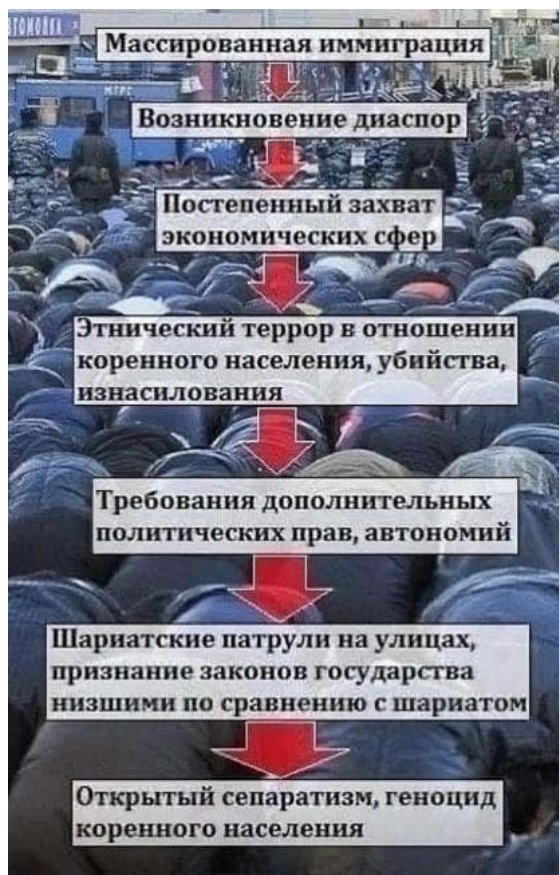 Массированная иммиграция
Возникновение диаспор
Постепенный захват
экономических сфер
Этнический террор в отношении
коренного населения, убийства,
изнасилования
Требования дополнительных
политических прав, автономий
Шариатские патрули на улицах,
признание законов государства
низшими по сравнению с шариатом
Открытый сепаратизм, геноцид
коренного населения